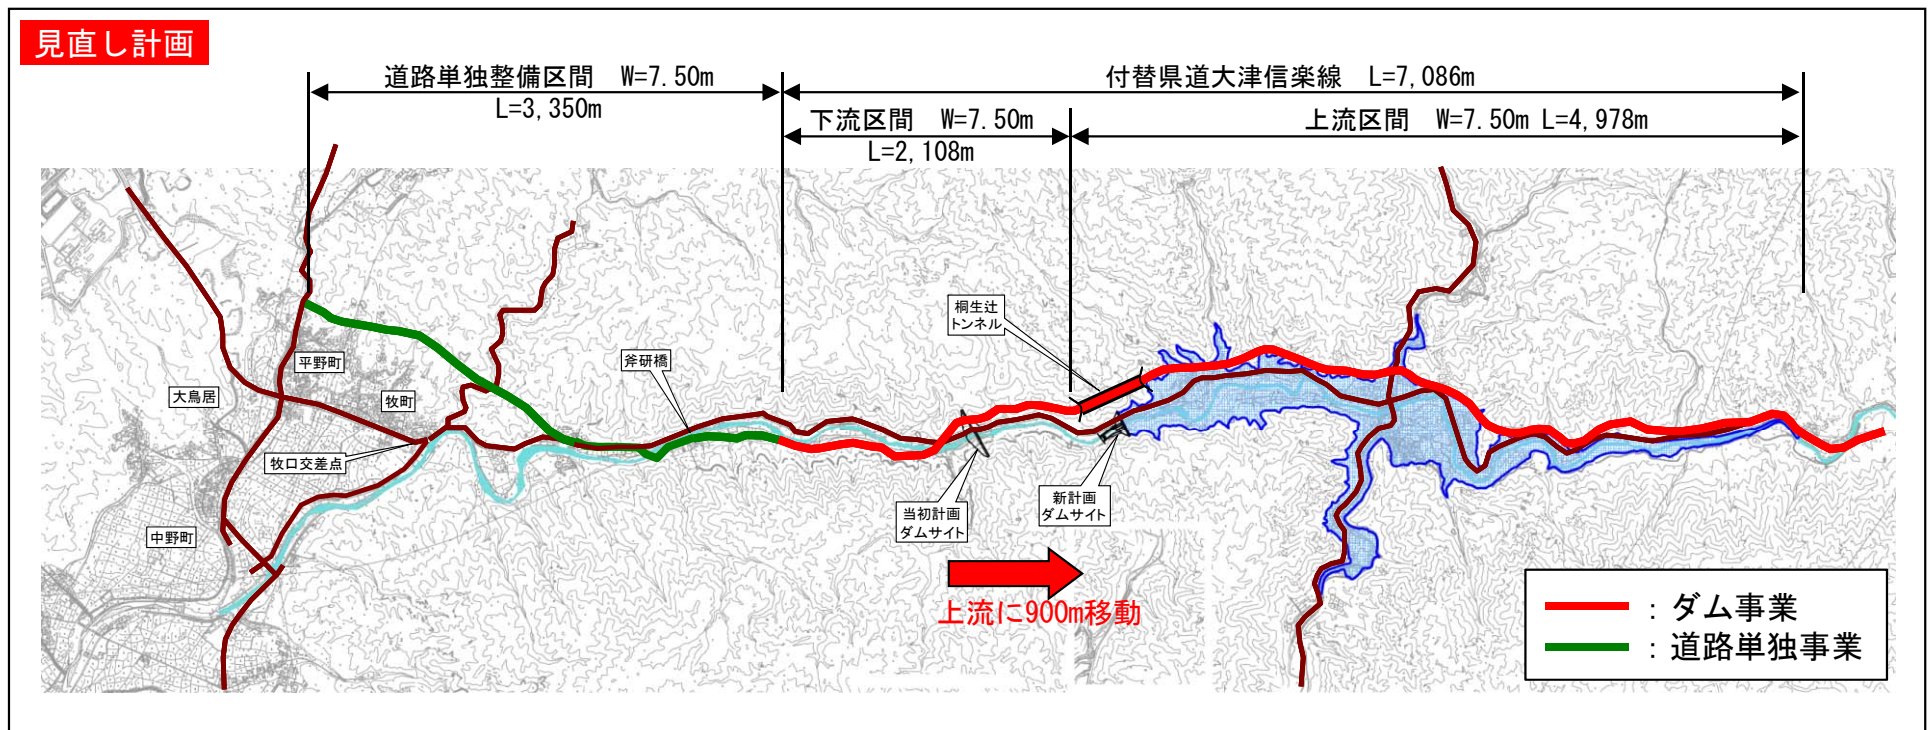 見直し計画
道路単独整備区間　W=7.50m
L=3,350m
付替県道大津信楽線　L=7,086m
下流区間　W=7.50m
L=2,108m
上流区間　W=7.50m L=4,978m
桐生辻
トンネル
斧研橋
平野町
大鳥居
牧町
牧口交差点
中野町
当初計画
ダムサイト
新計画
ダムサイト
上流に900m移動
：ダム事業
：道路単独事業